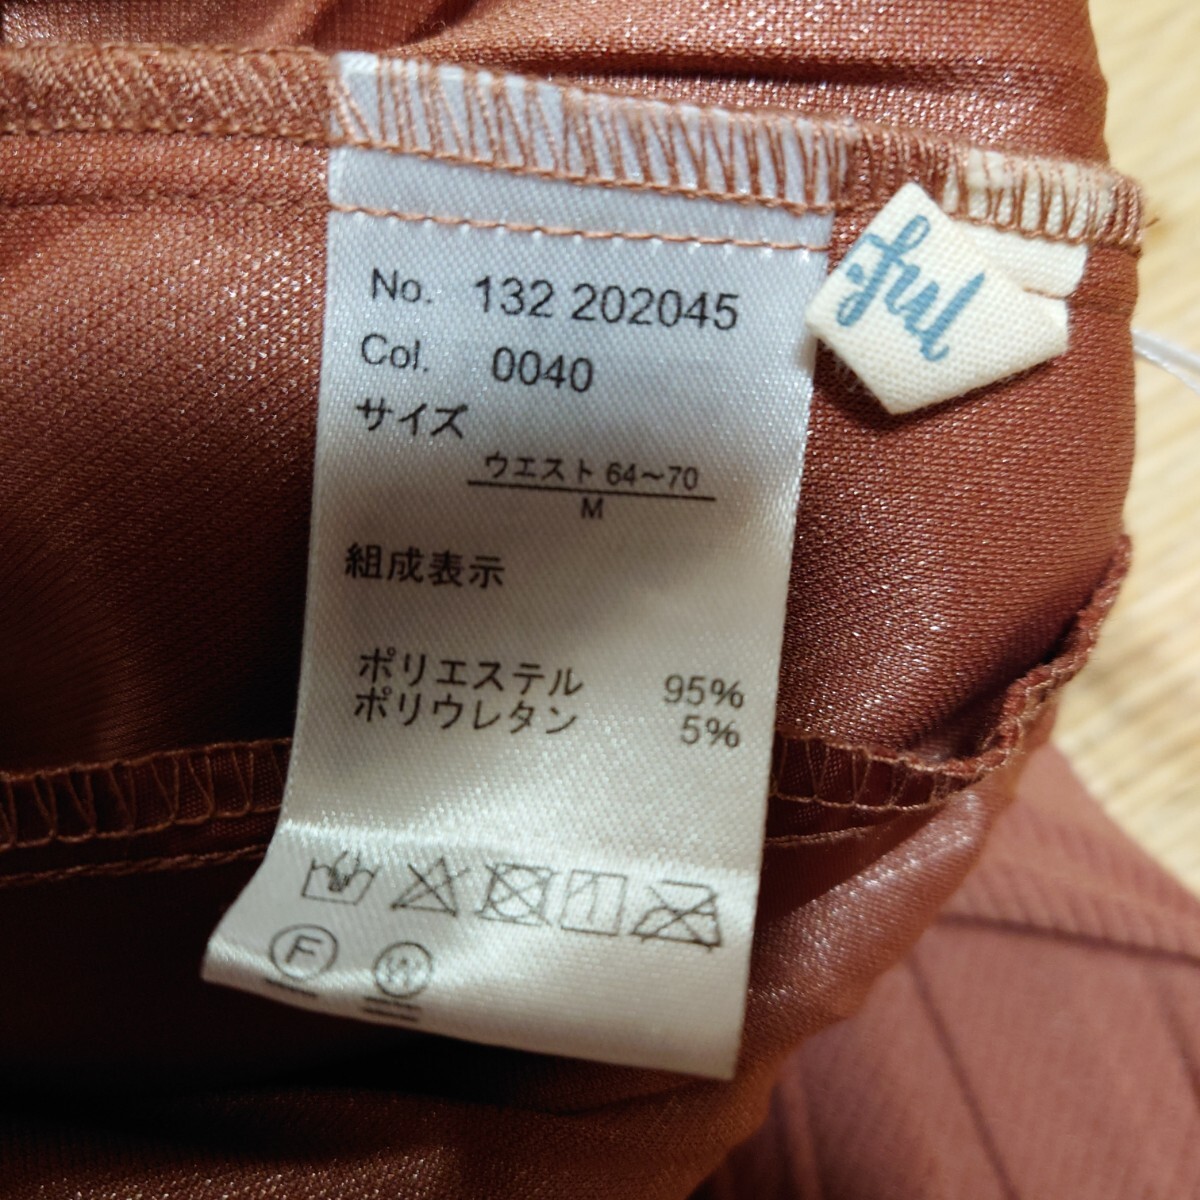 No. 132 202045
Col. 0040
サイズ
ウエスト 64～70
M
組成表示
ポリエステル 95%
ポリウレタン 5%
F
W